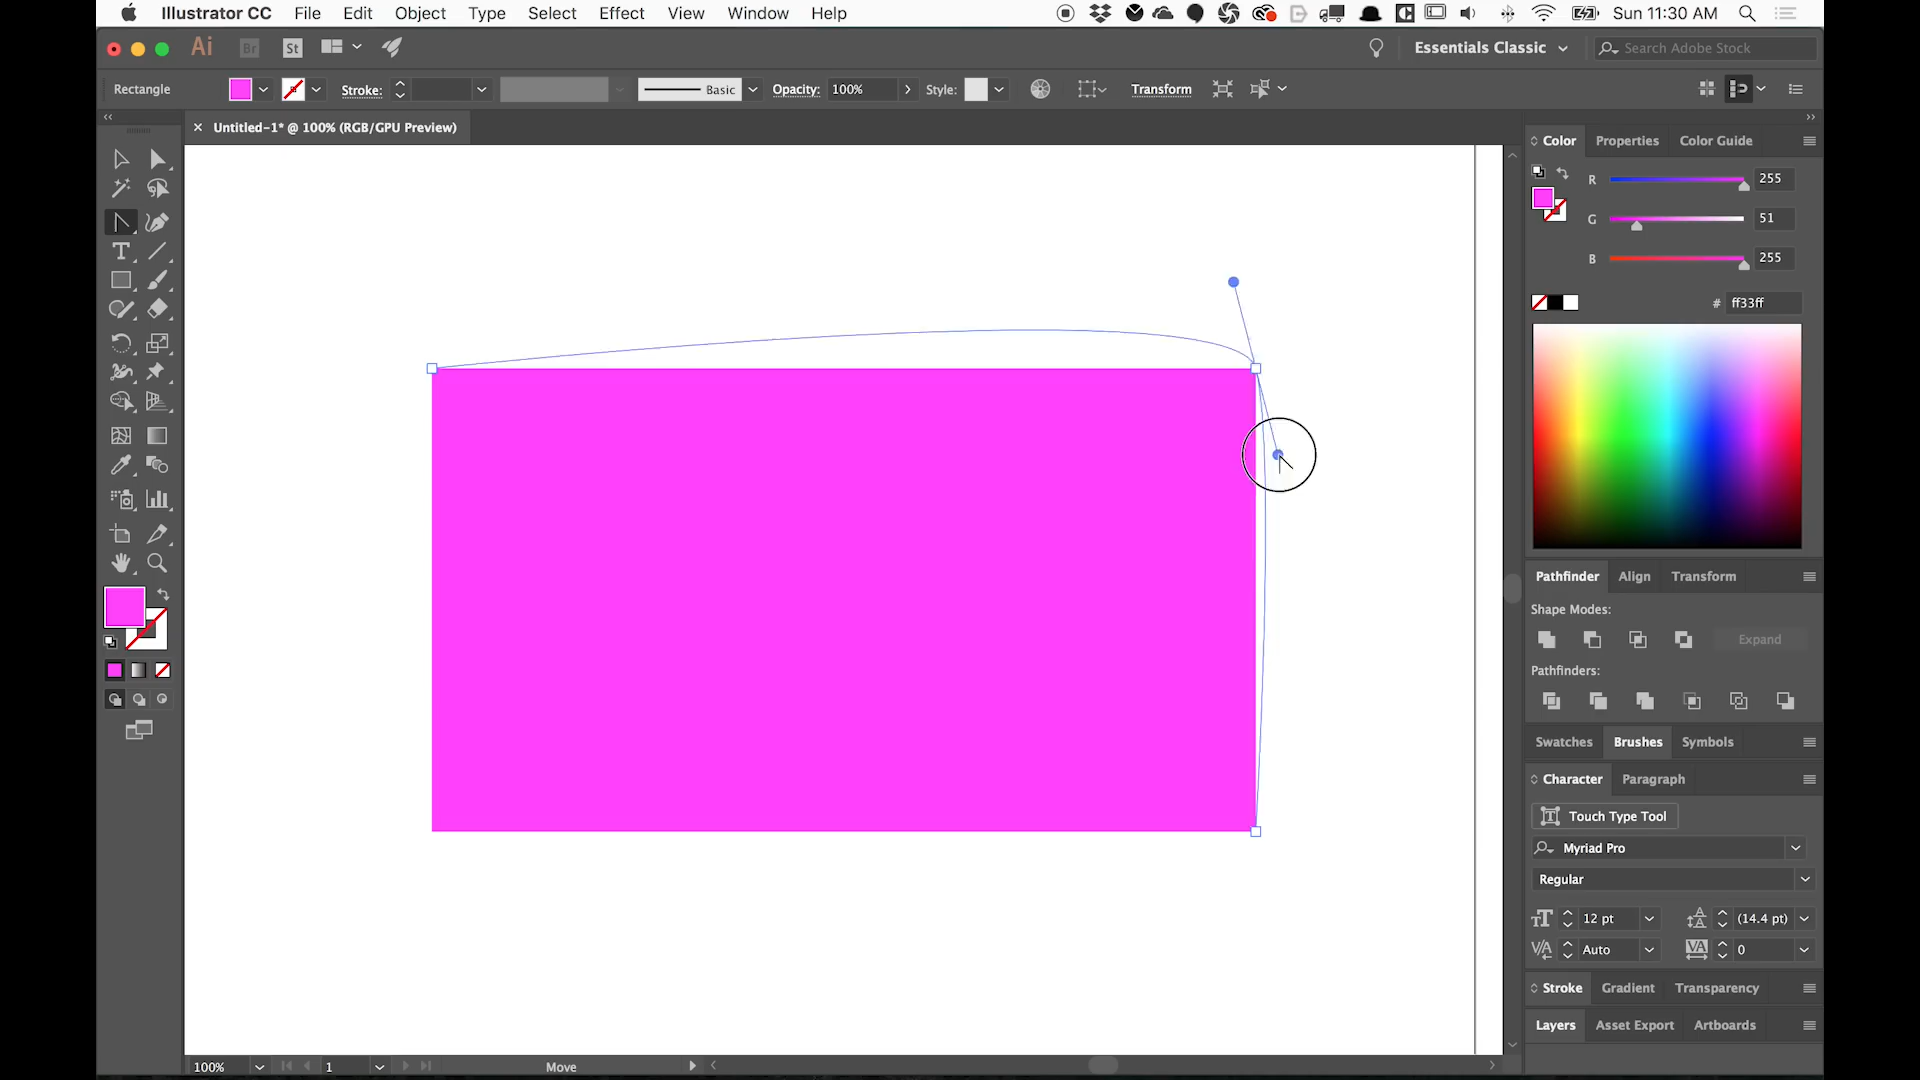 Illustrator CC File Edit Object Type Select Effect View Window Help Sun 11:30 AM
Ai Br St Essentials Classic Search Adobe Stock
Rectangle Stroke: Basic Opacity: 100% Style: Transform
Untitled-1* @ 100% (RGB/GPU Preview)
Color Properties Color Guide
R 255
G 51
B 255
# ff33ff
Pathfinder Align Transform
Shape Modes:
Expand
Pathfinders:
Swatches Brushes Symbols
Character Paragraph
Touch Type Tool
Myriad Pro
Regular
12 pt (14.4 pt)
Auto 0
Stroke Gradient Transparency
Layers Asset Export Artboards
100% 1 Move